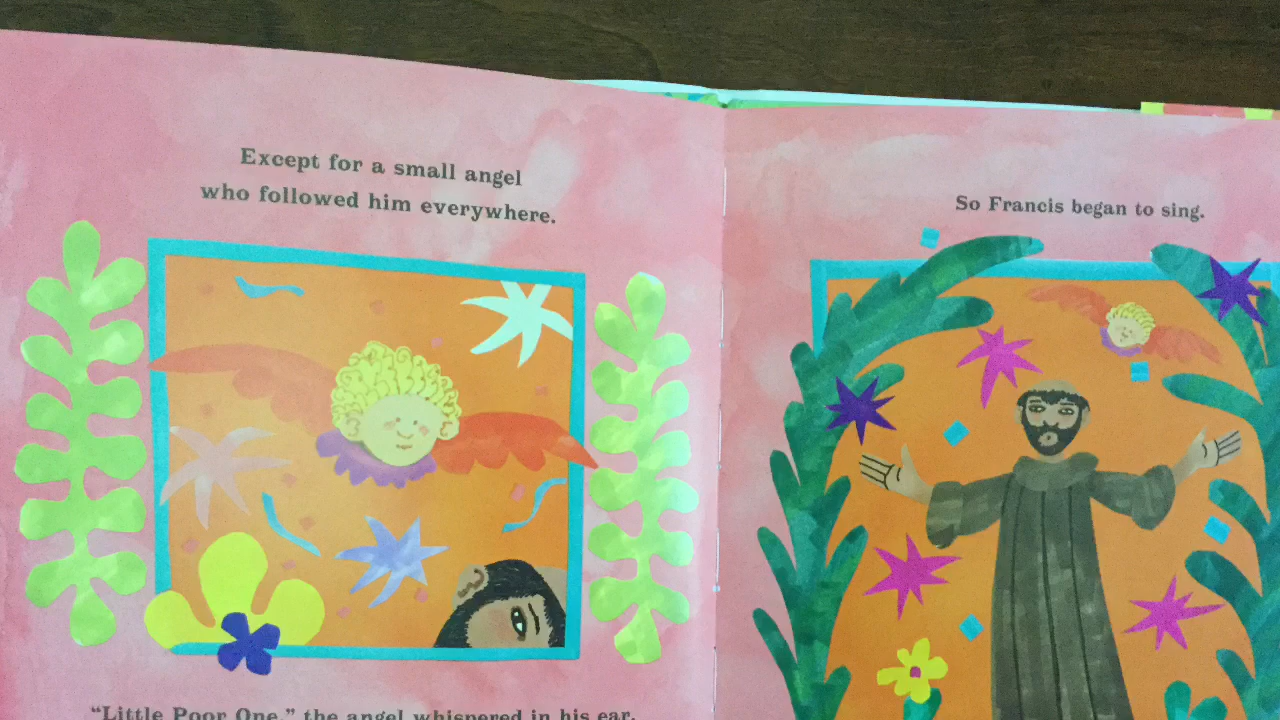 Except for a small angel
who followed him everywhere.
"Little Poor One," the angel whispered in his ear.
So Francis began to sing.